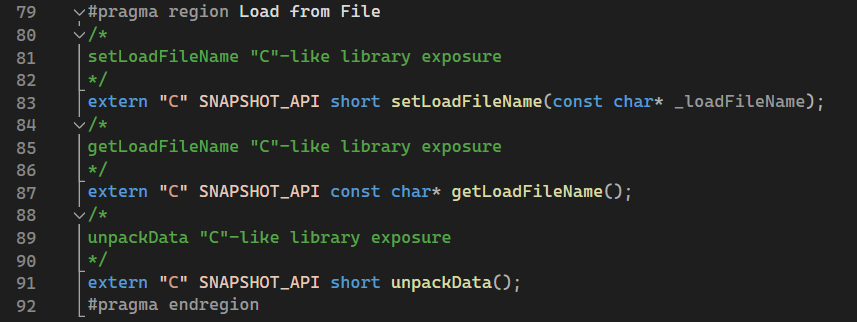 79 #pragma region Load from File
80 /*
81 setLoadFileName "C"-like library exposure
82 */
83 extern "C" SNAPSHOT_API short setLoadFileName(const char* _loadFileName);
84 /*
85 getLoadFileName "C"-like library exposure
86 */
87 extern "C" SNAPSHOT_API const char* getLoadFileName();
88 /*
89 unpackData "C"-like library exposure
90 */
91 extern "C" SNAPSHOT_API short unpackData();
92 #pragma endregion